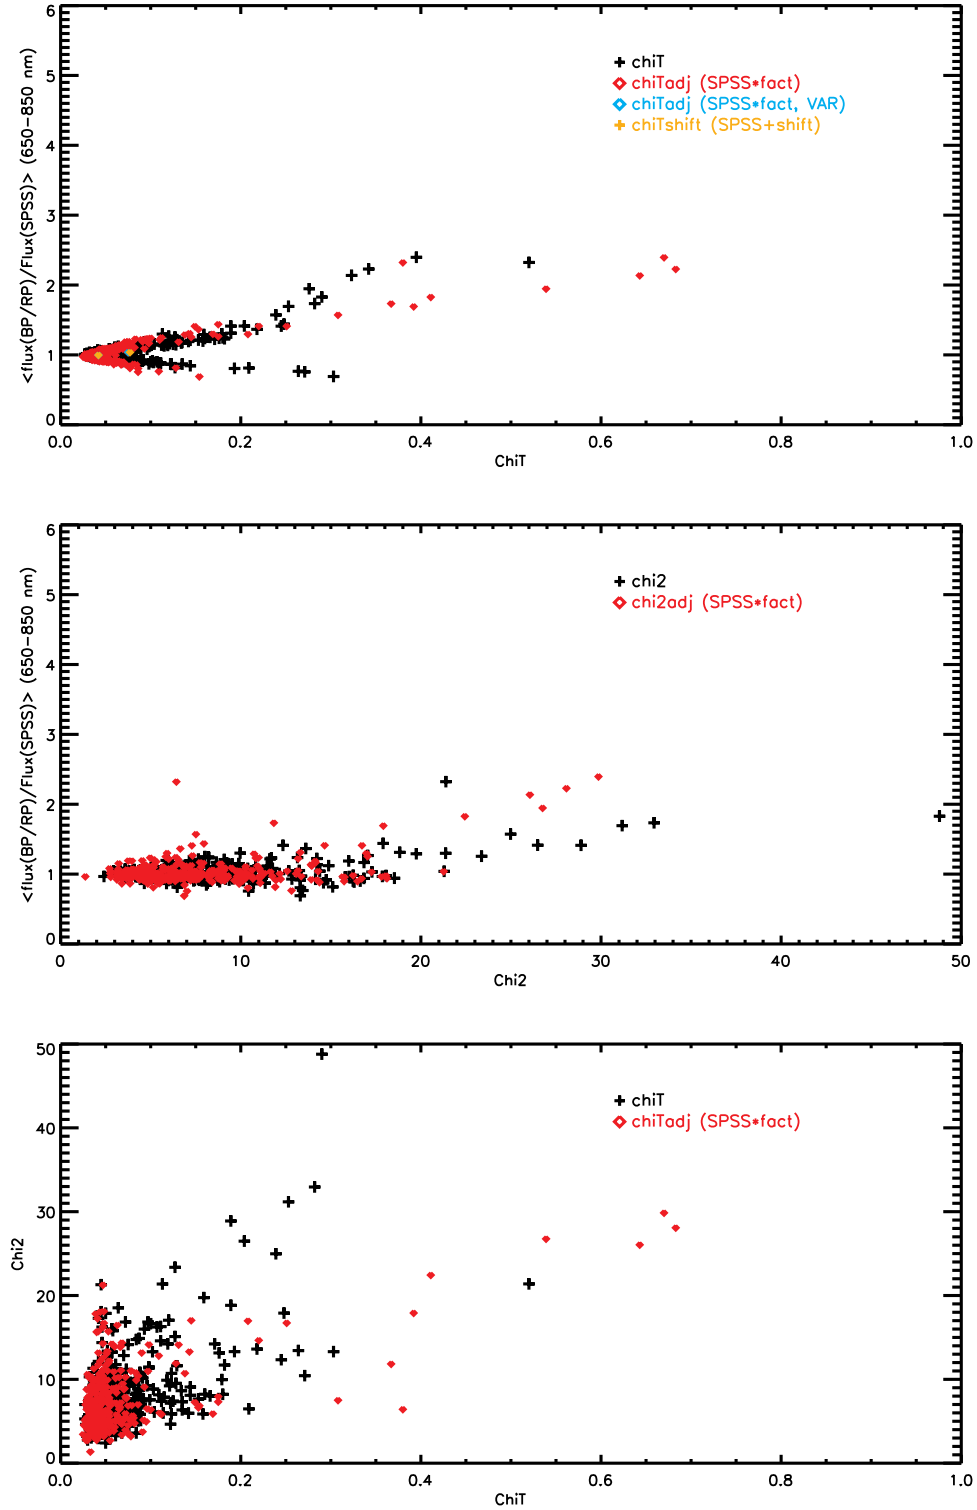 6
5
4
3
2
1
0
<flux(BP/RP)/Flux(SPSS)> (650-850 nm)
chiT
chiTadj (SPSS*fact)
chiTadj (SPSS*fact, VAR)
chiTshift (SPSS+shift)
0.0 0.2 0.4 0.6 0.8 1.0
ChiT
6
5
4
3
2
1
0
<flux(BP/RP)/Flux(SPSS)> (650-850 nm)
chi2
chi2adj (SPSS*fact)
0 10 20 30 40 50
Chi2
50
40
30
20
10
0
Chi2
chiT
chiTadj (SPSS*fact)
0.0 0.2 0.4 0.6 0.8 1.0
ChiT